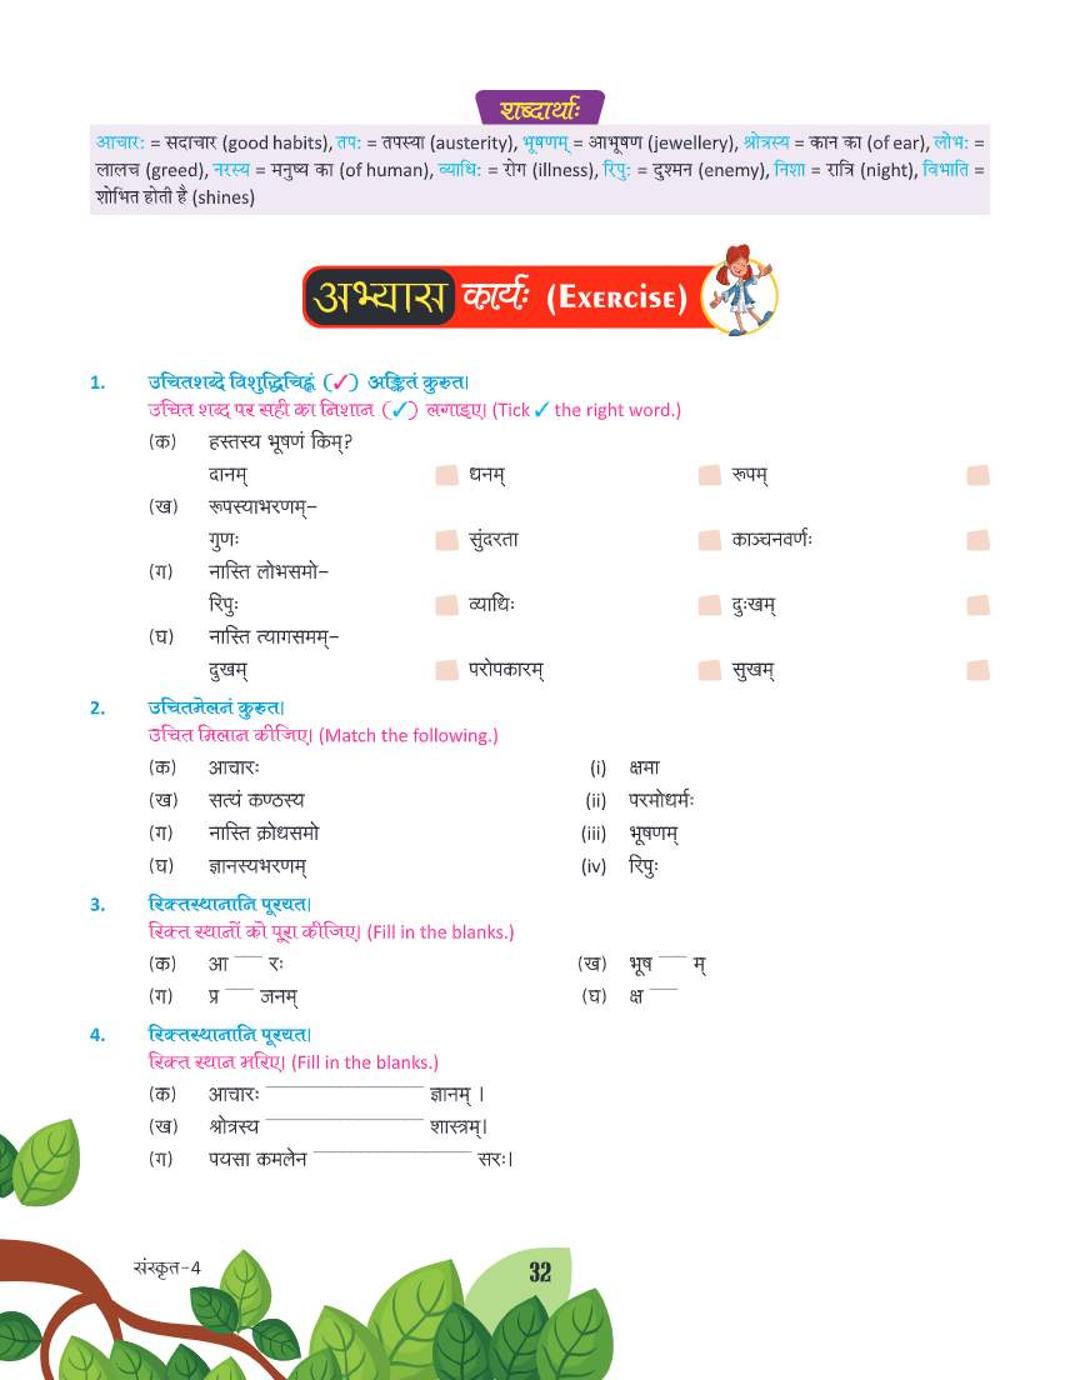 शब्दार्थाः
आचार: = सदाचार (good habits), तप: = तपस्या (austerity), भूषणम् = आभूषण (jewellery), श्रोत्रस्य = कान का (of ear), लोभ: =
लालच (greed), नरस्य = मनुष्य का (of human), व्याधि: = रोग (illness), रिपु: = दुश्मन (enemy), निशा = रात्रि (night), विभाति =
शोभित होती है (shines)
अभ्यास कार्यः (EXERCISE)
1. उचितशब्दे विशुद्धिचिह्नं (✓) अङ्कितं कुरुत।
उचित शब्द पर सही का निशान (✓) लगाइए। (Tick ✓ the right word.)
(क) हस्तस्य भूषणं किम्?
दानम् धनम् रूपम्
(ख) रूपस्याभरणम्–
गुणः सुंदरता काञ्चनवर्णः
(ग) नास्ति लोभसमो–
रिपुः व्याधिः दुःखम्
(घ) नास्ति त्यागसमम्–
दुखम् परोपकारम् सुखम्
2. उचितमेलनं कुरुत।
उचित मिलान कीजिए। (Match the following.)
(क) आचारः (i) क्षमा
(ख) सत्यं कण्ठस्य (ii) परमोधर्मः
(ग) नास्ति क्रोधसमो (iii) भूषणम्
(घ) ज्ञानस्यभरणम् (iv) रिपुः
3. रिक्तस्थानानि पूरयत।
रिक्त स्थानों को पूरा कीजिए। (Fill in the blanks.)
(क) आ ___ रः (ख) भूष ___ म्
(ग) प्र ___ जनम् (घ) क्ष ___
4. रिक्तस्थानानि पूरयत।
रिक्त स्थान भरिए। (Fill in the blanks.)
(क) आचारः ______________ ज्ञानम् ।
(ख) श्रोत्रस्य ______________ शास्त्रम्।
(ग) पयसा कमलेन ______________ सरः।
संस्कृत-4 32